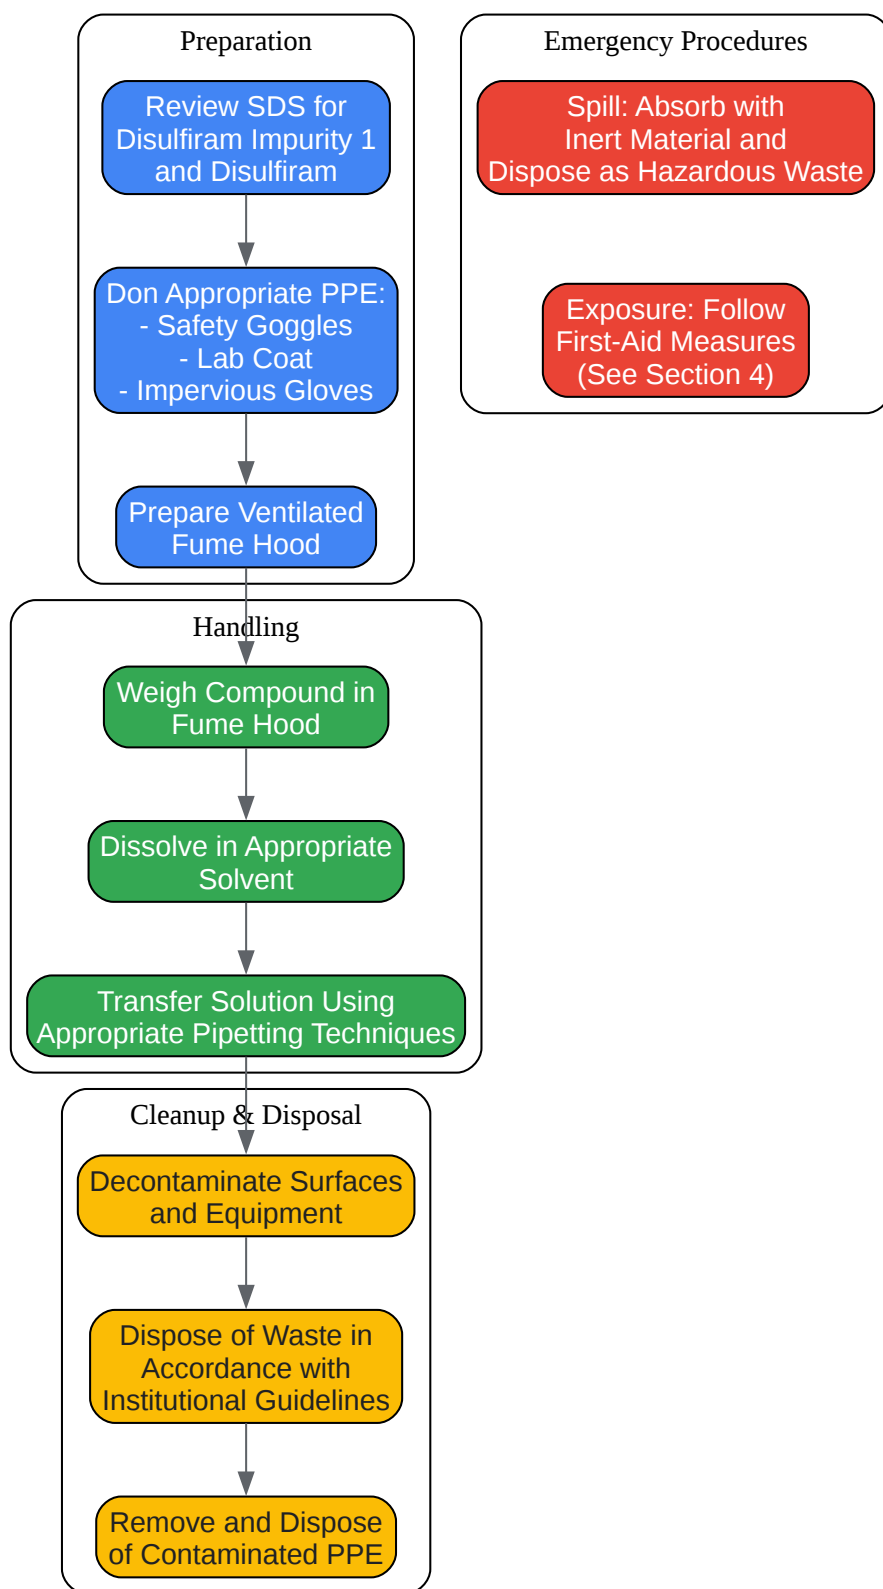 Preparation
Review SDS for
Disulfiram Impurity 1
and Disulfiram
Don Appropriate PPE:
- Safety Goggles
- Lab Coat
- Impervious Gloves
Prepare Ventilated
Fume Hood
Emergency Procedures
Spill: Absorb with
Inert Material and
Dispose as Hazardous Waste
Exposure: Follow
First-Aid Measures
(See Section 4)
Handling
Weigh Compound in
Fume Hood
Dissolve in Appropriate
Solvent
Transfer Solution Using
Appropriate Pipetting Techniques
Cleanup & Disposal
Decontaminate Surfaces
and Equipment
Dispose of Waste in
Accordance with
Institutional Guidelines
Remove and Dispose
of Contaminated PPE